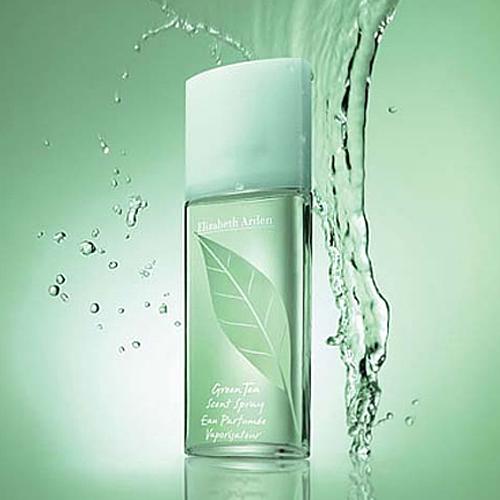 Elizabeth Arden
Green Tea
Scent Spray
Eau Parfumée
Vaporisateur